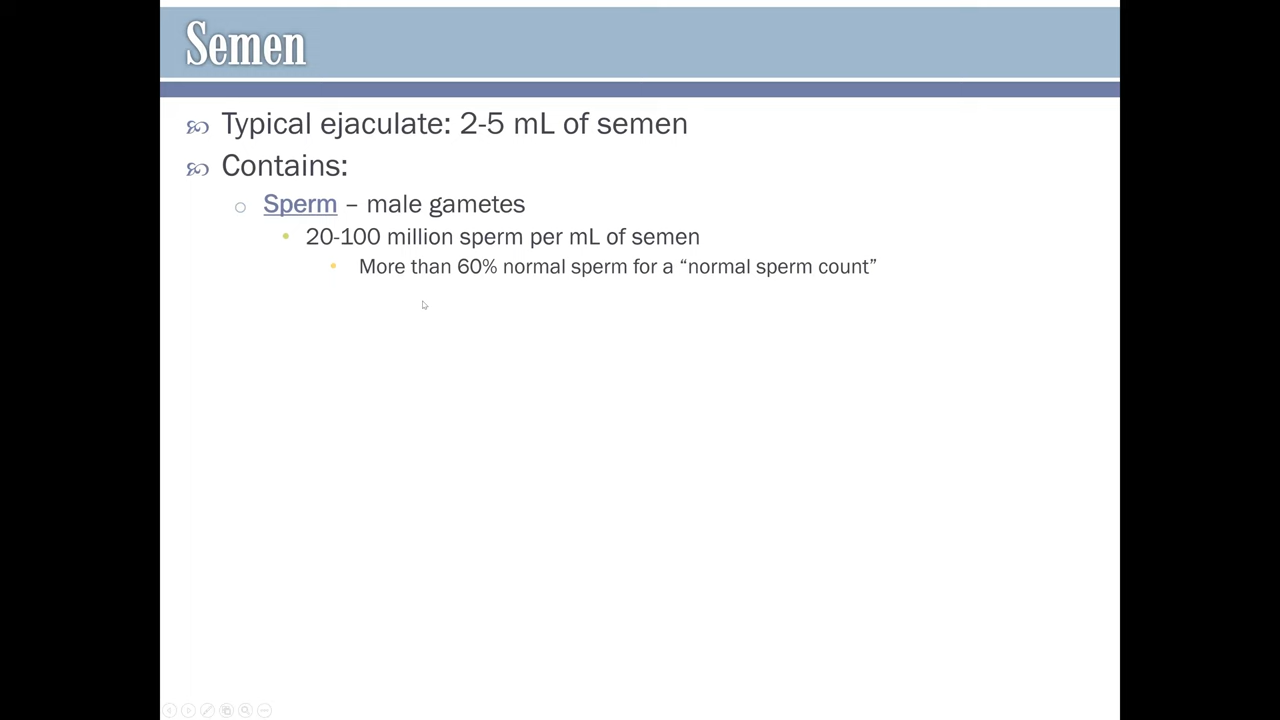 Semen
Typical ejaculate: 2-5 mL of semen
Contains:
Sperm – male gametes
20-100 million sperm per mL of semen
More than 60% normal sperm for a “normal sperm count”